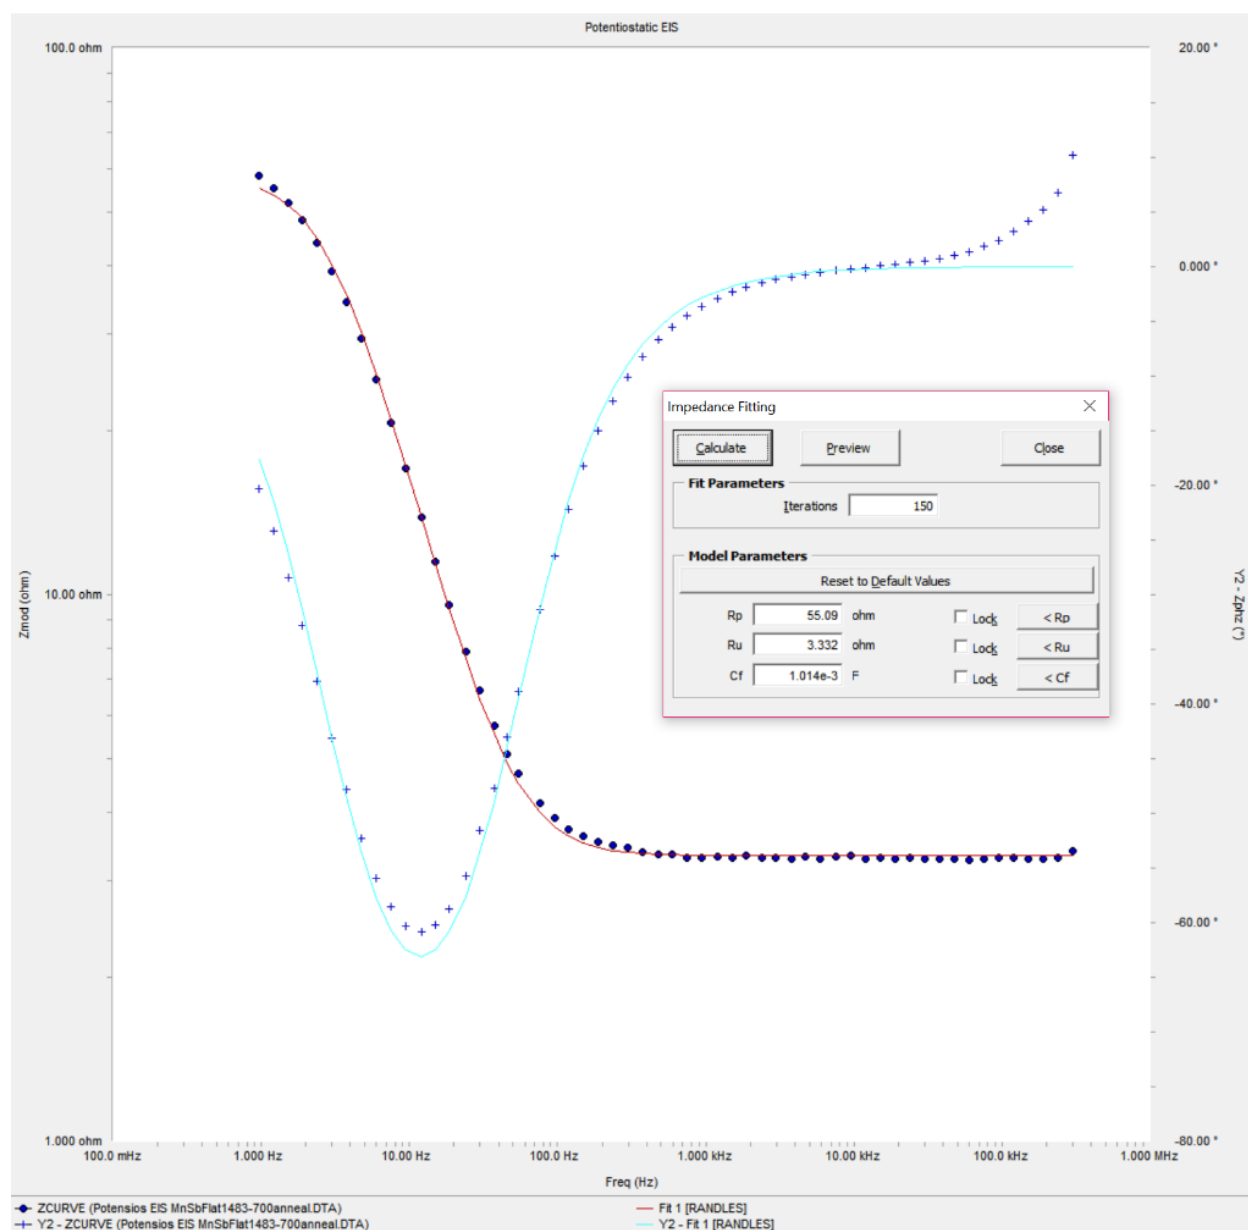 Potentiostatic EIS
100.0 ohm
20.00 °
0.000 °
Impedance Fitting
Calculate Preview Close
Fit Parameters
Iterations 150
-20.00 °
Model Parameters
Reset to Default Values
10.00 ohm
Zmod (ohm)
Y2 - Zphz (°)
Rp 55.09 ohm Lock < Rp
Ru 3.332 ohm Lock < Ru
Cf 1.014e-3 F Lock < Cf
-40.00 °
-60.00 °
1.000 ohm
-80.00 °
100.0 mHz 1.000 Hz 10.00 Hz 100.0 Hz 1.000 kHz 10.00 kHz 100.0 kHz 1.000 MHz
Freq (Hz)
ZCURVE (Potensios EIS MnSbFlat1483-700anneal.DTA) Fit 1 [RANDLES]
Y2 - ZCURVE (Potensios EIS MnSbFlat1483-700anneal.DTA) Y2 - Fit 1 [RANDLES]